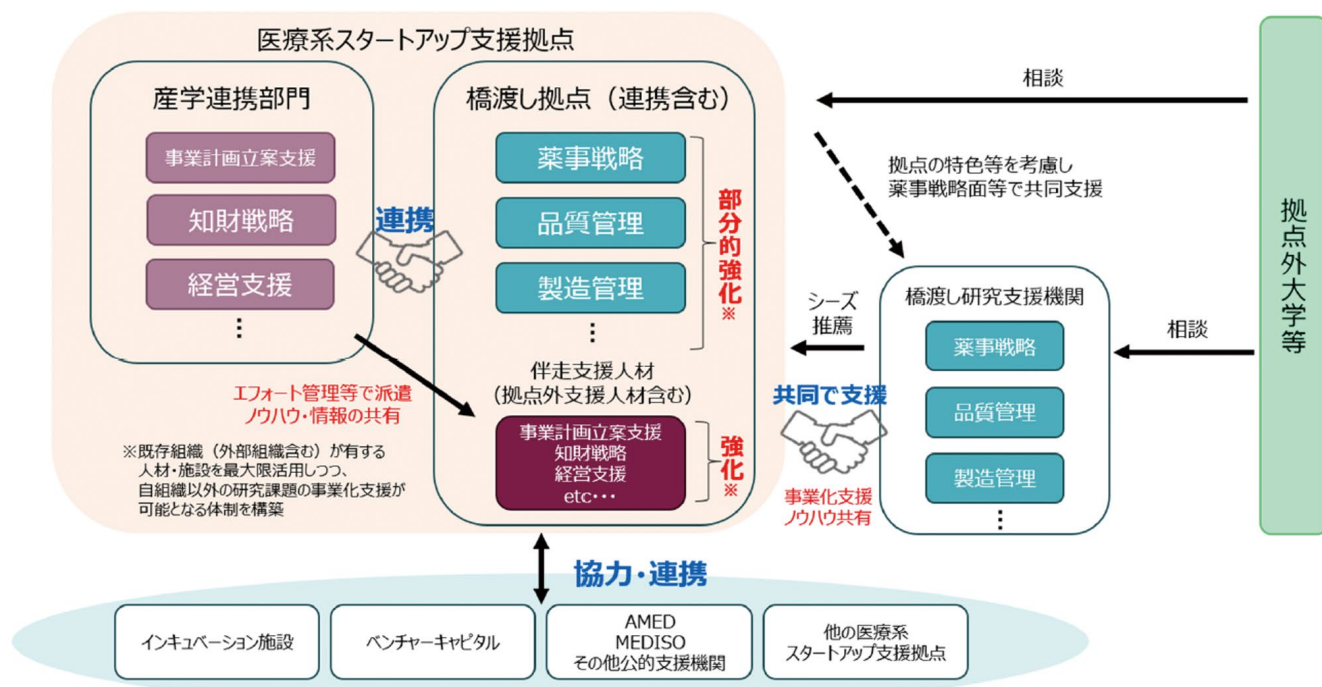 医療系スタートアップ支援拠点
産学連携部門
事業計画立案支援
知財戦略
経営支援
⋮
連携
橋渡し拠点（連携含む）
薬事戦略
品質管理
製造管理
⋮
部分的強化※
エフォート管理等で派遣
ノウハウ・情報の共有
伴走支援人材
(拠点外支援人材含む)
事業計画立案支援
知財戦略
経営支援
etc･･･
強化※
※既存組織（外部組織含む）が有する
人材・施設を最大限活用しつつ、
自組織以外の研究課題の事業化支援が
可能となる体制を構築
相談
拠点の特色等を考慮し
薬事戦略面等で共同支援
シーズ
推薦
共同で支援
事業化支援
ノウハウ共有
橋渡し研究支援機関
薬事戦略
品質管理
製造管理
⋮
相談
拠点外大学等
協力・連携
インキュベーション施設
ベンチャーキャピタル
AMED
MEDISO
その他公的支援機関
他の医療系
スタートアップ支援拠点